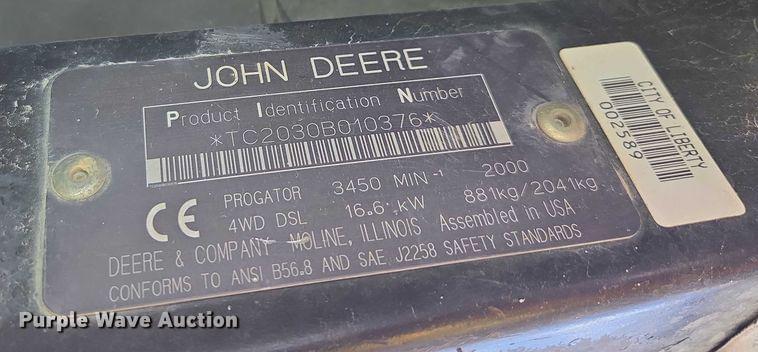 JOHN DEERE
Product Identification Number
*TC2030B010376*
PROGATOR 3450 MIN-1 2000
4WD DSL 16.6 kW 881kg/2041kg
CE
DEERE & COMPANY MOLINE, ILLINOIS Assembled in USA
CONFORMS TO ANSI B56.8 AND SAE J2258 SAFETY STANDARDS
CITY OF LIBERTY
002589
Purple Wave Auction